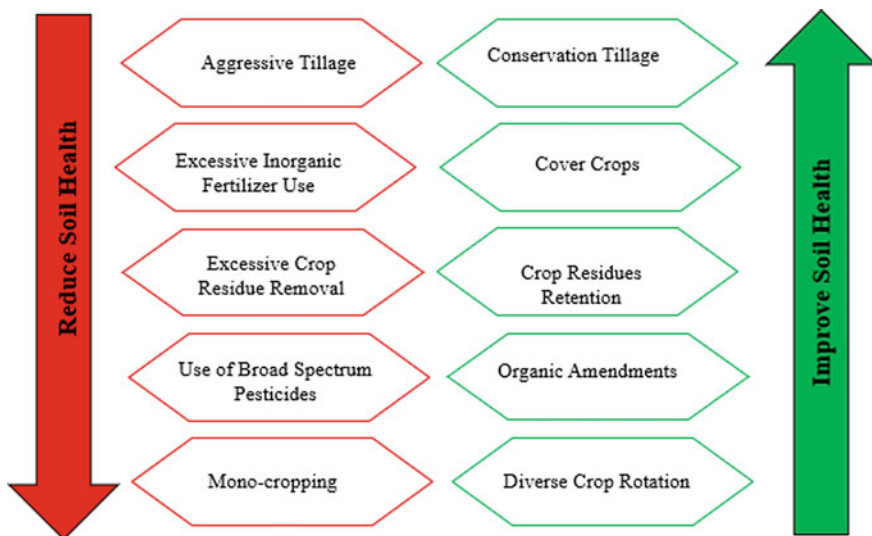 Reduce Soil Health
Aggressive Tillage
Conservation Tillage
Excessive Inorganic
Fertilizer Use
Cover Crops
Excessive Crop
Residue Removal
Crop Residues
Retention
Use of Broad Spectrum
Pesticides
Organic Amendments
Mono-cropping
Diverse Crop Rotation
Improve Soil Health